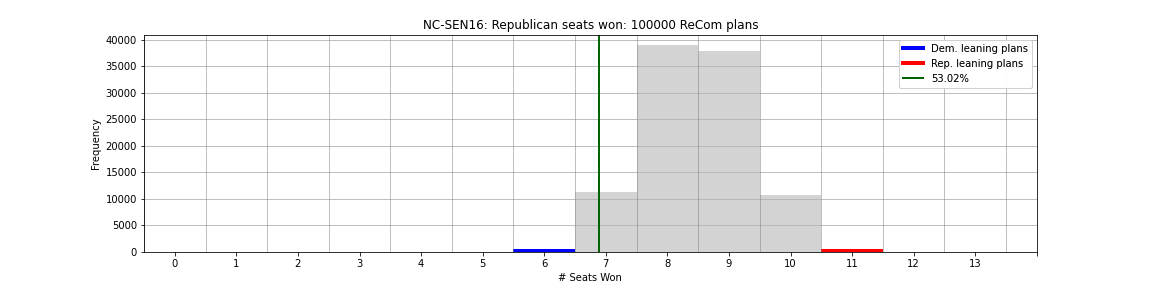 NC-SEN16: Republican seats won: 100000 ReCom plans
40000
35000
30000
25000
20000
15000
10000
5000
0
Frequency
Dem. leaning plans
Rep. leaning plans
53.02%
0 1 2 3 4 5 6 7 8 9 10 11 12 13
# Seats Won